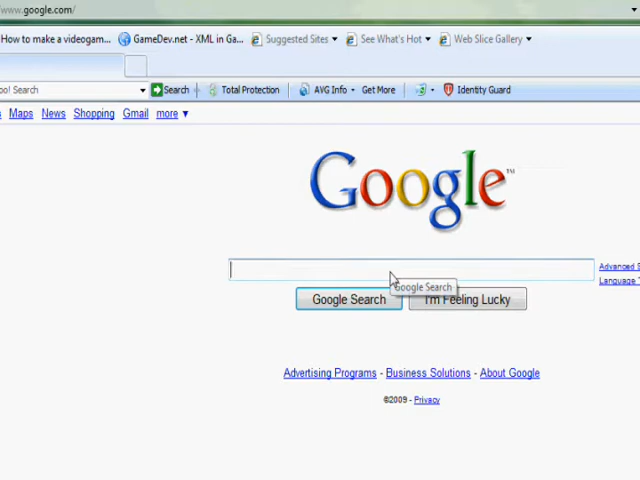 www.google.com/
How to make a videogam... GameDev.net - XML in Ga... Suggested Sites See What's Hot Web Slice Gallery
oo! Search Search Total Protection AVG Info Get More Identity Guard
Maps News Shopping Gmail more ▼
Google™
Advanced S
Language T
Google Search
Google Search I'm Feeling Lucky
Advertising Programs - Business Solutions - About Google
©2009 - Privacy